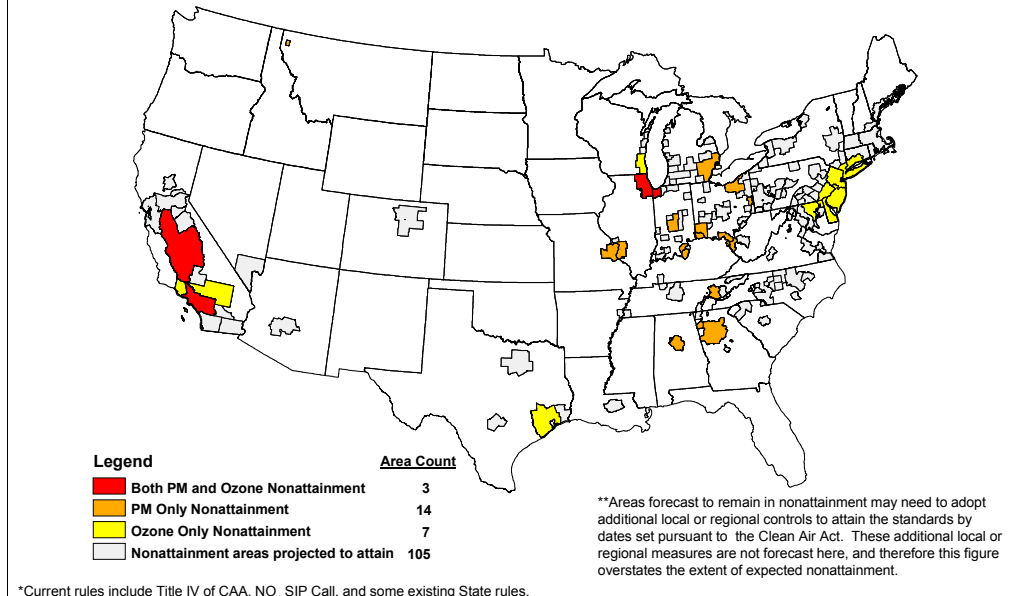 Legend Area Count
Both PM and Ozone Nonattainment 3
PM Only Nonattainment 14
Ozone Only Nonattainment 7
Nonattainment areas projected to attain 105
**Areas forecast to remain in nonattainment may need to adopt
additional local or regional controls to attain the standards by
dates set pursuant to the Clean Air Act. These additional local or
regional measures are not forecast here, and therefore this figure
overstates the extent of expected nonattainment.
*Current rules include Title IV of CAA, NO SIP Call, and some existing State rules.